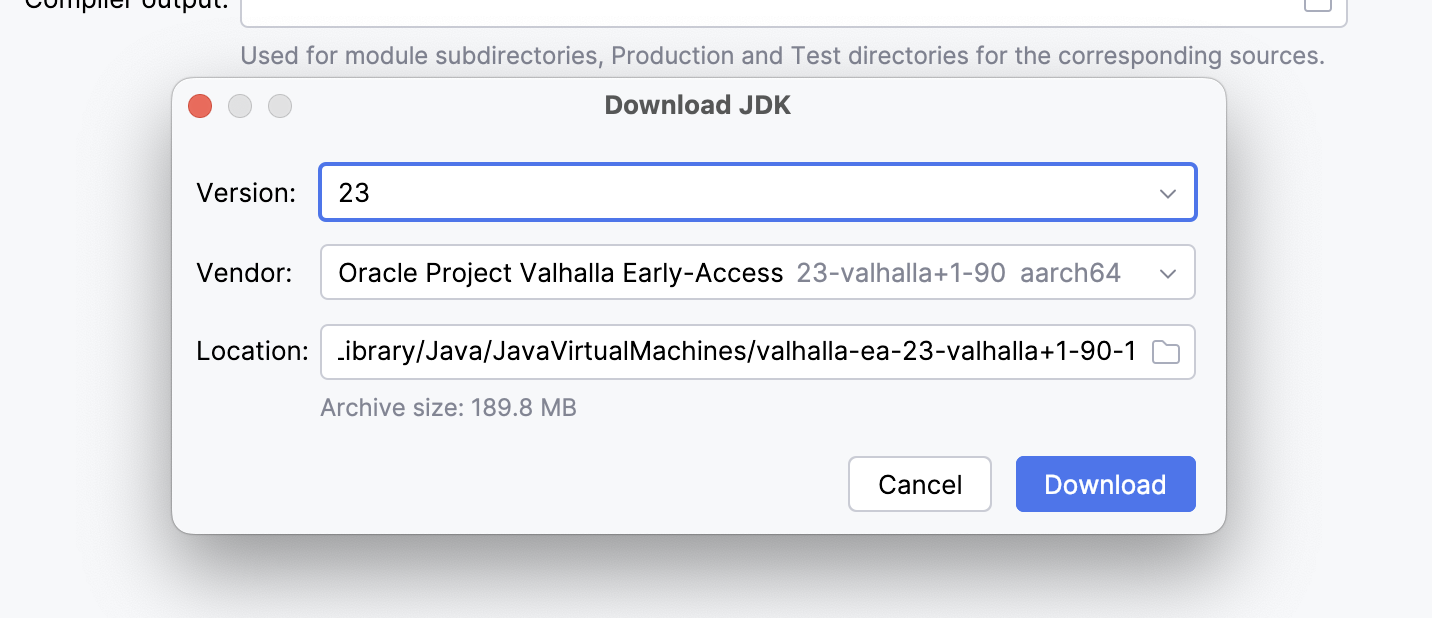 Compiler output:
Used for module subdirectories, Production and Test directories for the corresponding sources.
Download JDK
Version: 23
Vendor: Oracle Project Valhalla Early-Access 23-valhalla+1-90 aarch64
Location: Library/Java/JavaVirtualMachines/valhalla-ea-23-valhalla+1-90-1
Archive size: 189.8 MB
Cancel Download